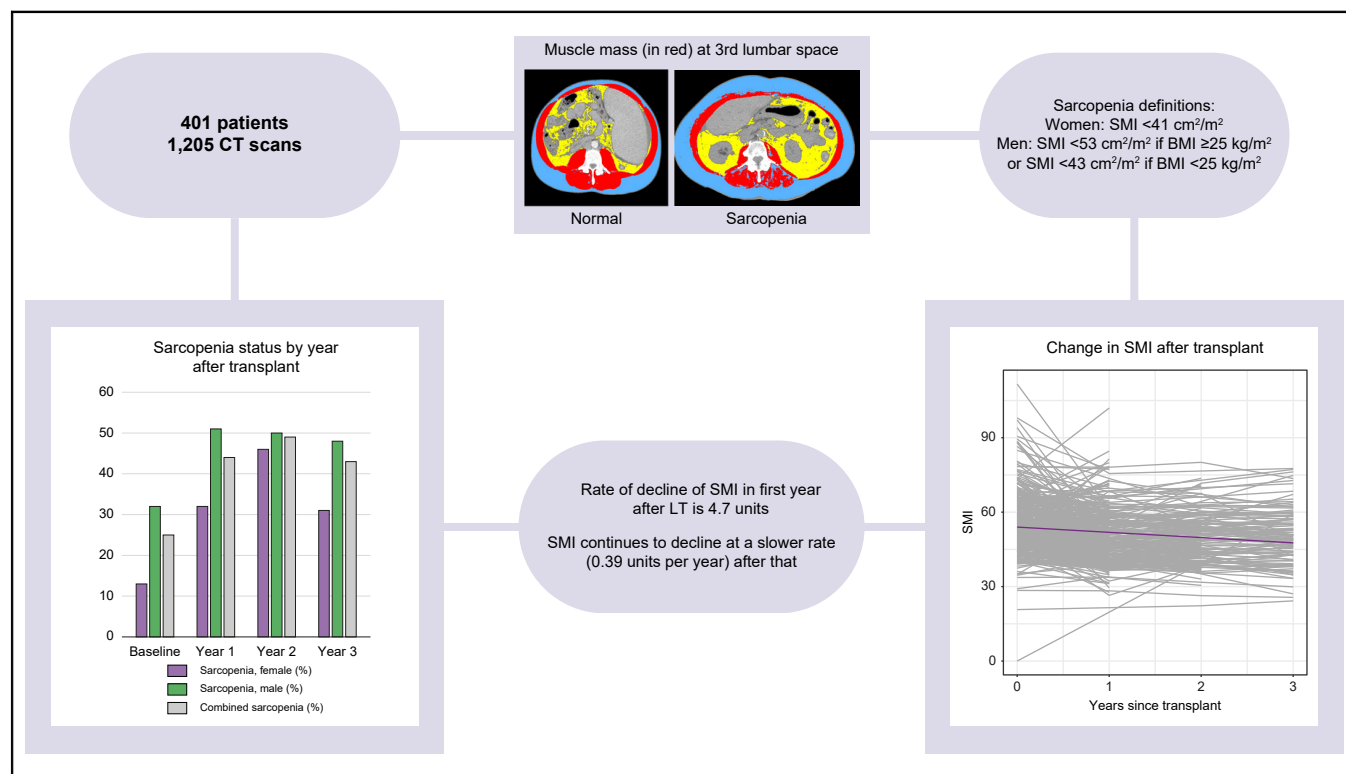 401 patients
1,205 CT scans
Muscle mass (in red) at 3rd lumbar space
Normal
Sarcopenia
Sarcopenia definitions:
Women: SMI <41 cm²/m²
Men: SMI <53 cm²/m² if BMI ≥25 kg/m²
or SMI <43 cm²/m² if BMI <25 kg/m²
Sarcopenia status by year
after transplant
60
50
40
30
20
10
0
Baseline
Year 1
Year 2
Year 3
Sarcopenia, female (%)
Sarcopenia, male (%)
Combined sarcopenia (%)
Rate of decline of SMI in first year
after LT is 4.7 units
SMI continues to decline at a slower rate
(0.39 units per year) after that
Change in SMI after transplant
SMI
90
60
30
0
0
1
2
3
Years since transplant